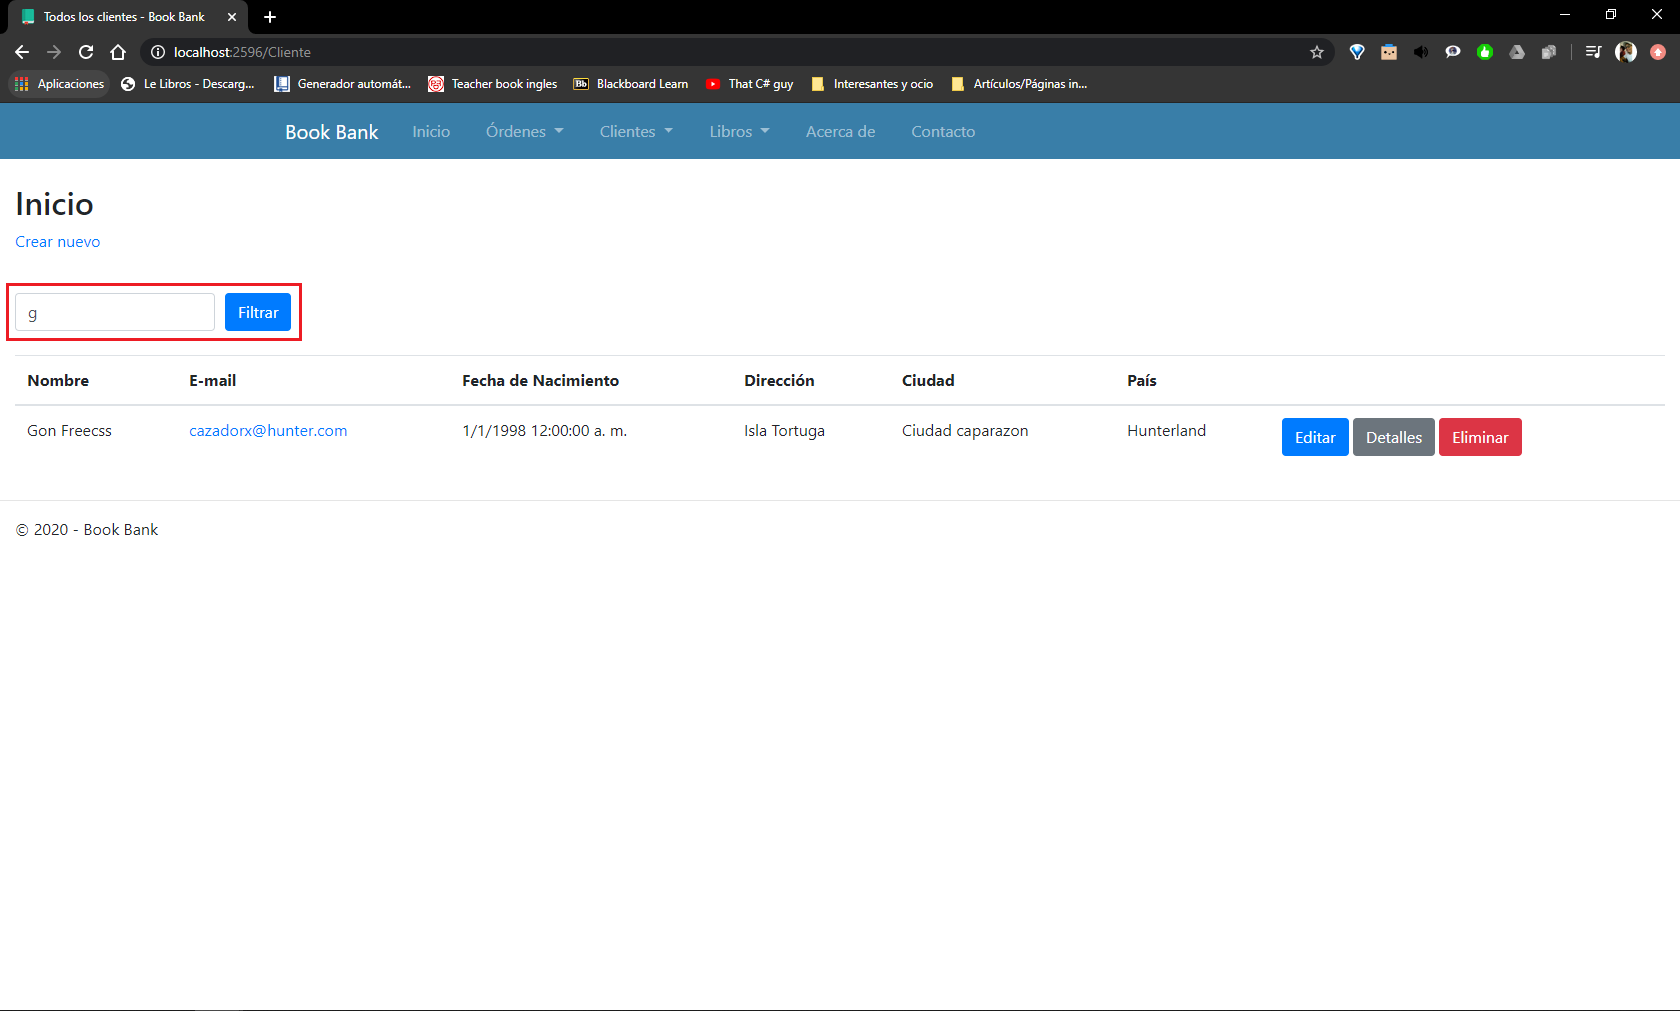 Todos los clientes - Book Bank
localhost:2596/Cliente
Aplicaciones Le Libros - Descarg... Generador automát... Teacher book ingles Bb Blackboard Learn That C# guy Interesantes y ocio Artículos/Páginas in...
Book Bank Inicio Órdenes Clientes Libros Acerca de Contacto
Inicio
Crear nuevo
g Filtrar
Nombre E-mail Fecha de Nacimiento Dirección Ciudad País
Gon Freecss cazadorx@hunter.com 1/1/1998 12:00:00 a. m. Isla Tortuga Ciudad caparazon Hunterland Editar Detalles Eliminar
© 2020 - Book Bank